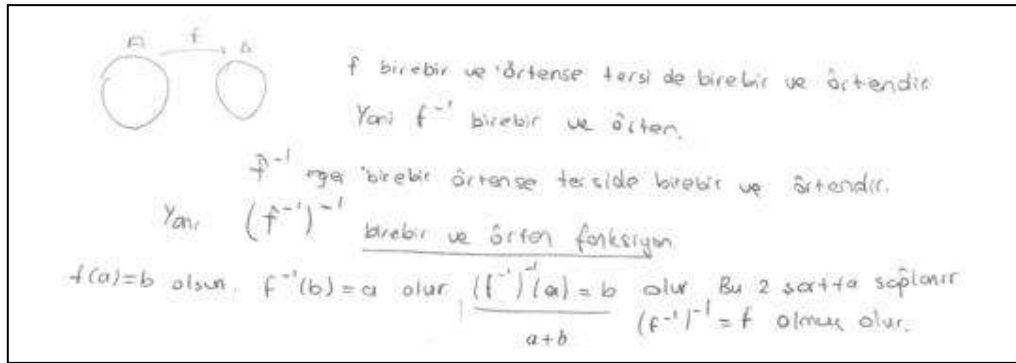 A f B
f birebir ve örtense tersi de birebir ve örtendir
Yani f⁻¹ birebir ve örten.
f⁻¹ eğer birebir örtense terside birebir ve örtendir.
Yani (f⁻¹)⁻¹ birebir ve örten fonksiyon
f(a)=b olsun. f⁻¹(b)=a olur (f⁻¹)⁻¹(a)=b olur Bu 2 şartta sağlanır
a+b (f⁻¹)⁻¹=f olmuş olur.